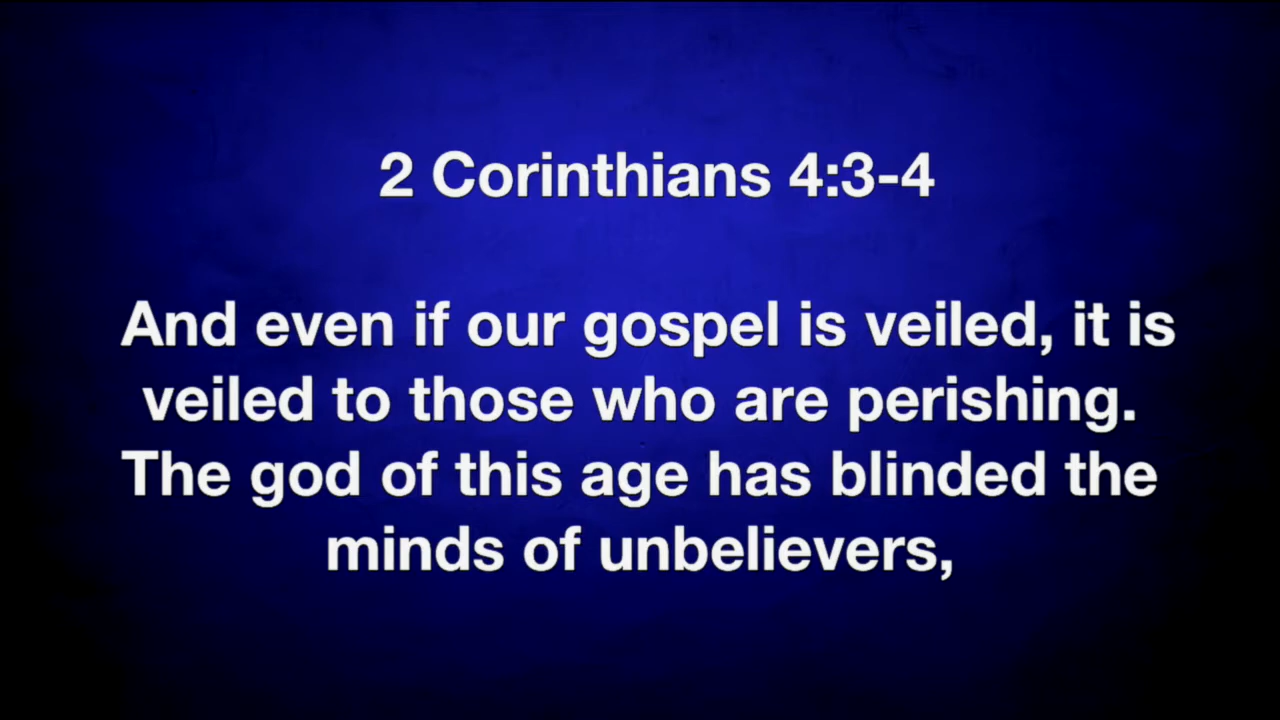 2 Corinthians 4:3-4
And even if our gospel is veiled, it is
veiled to those who are perishing.
The god of this age has blinded the
minds of unbelievers,